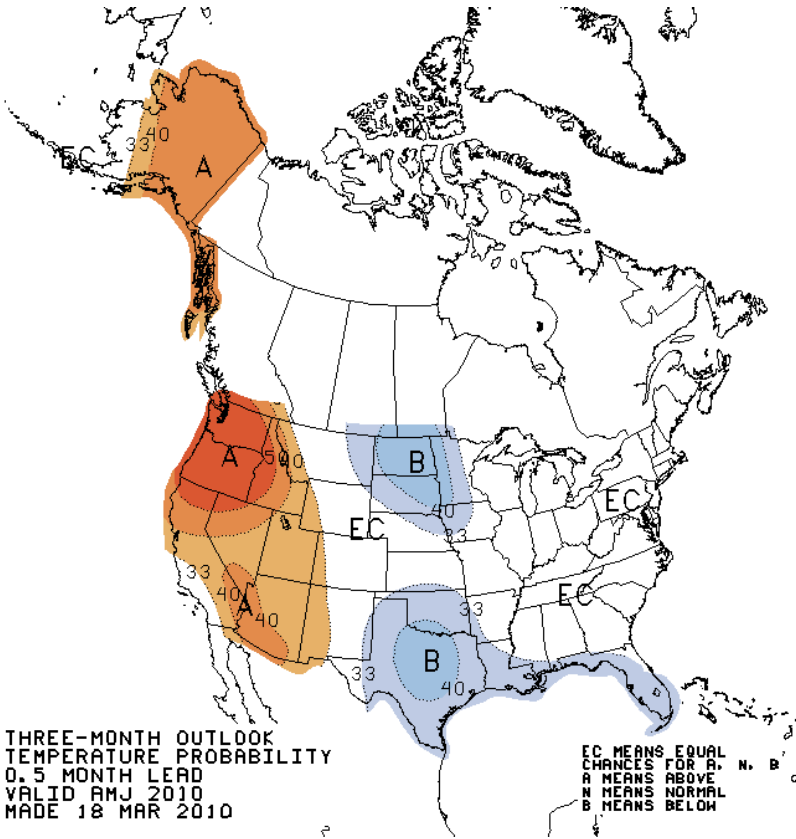 40
33
EC
A
A
50
40
B
40
33
EC
EC
33
40
A
40
33
EC
33
B
40
THREE-MONTH OUTLOOK
TEMPERATURE PROBABILITY
0.5 MONTH LEAD
VALID AMJ 2010
MADE 18 MAR 2010
EC MEANS EQUAL
CHANCES FOR A, N, B
A MEANS ABOVE
N MEANS NORMAL
B MEANS BELOW